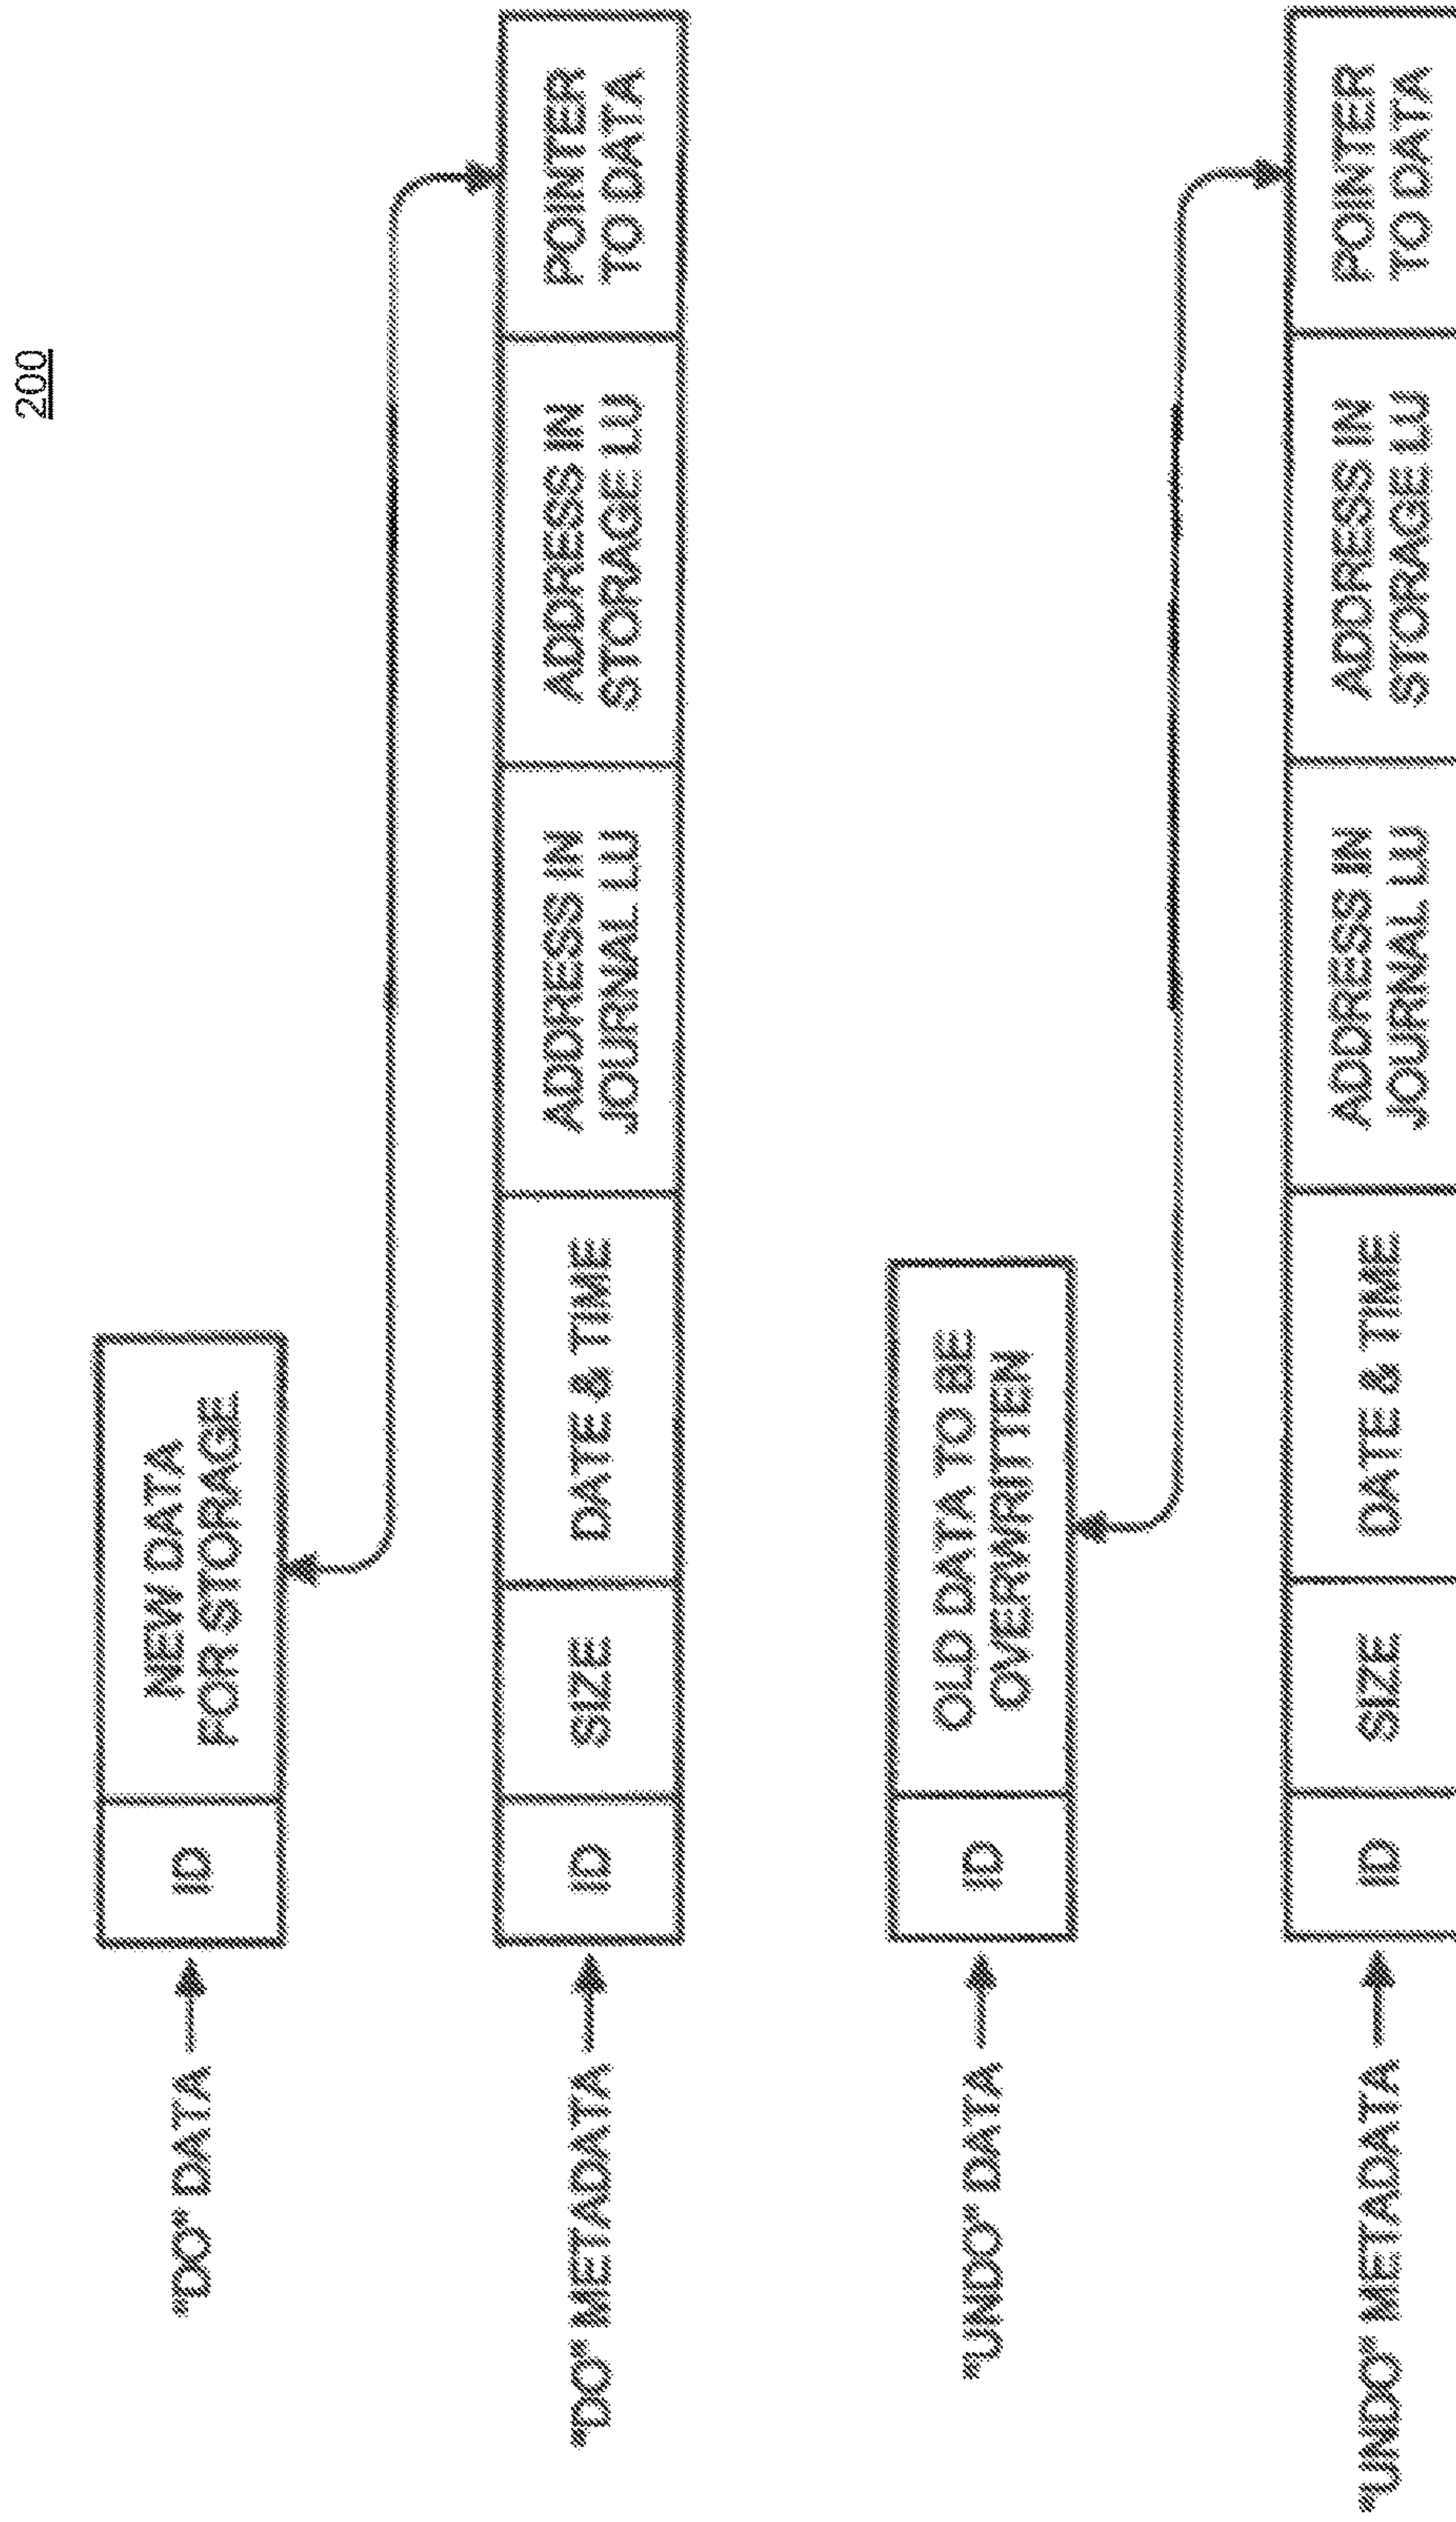 200
"DO" DATA
ID
NEW DATA
FOR STORAGE
"DO" METADATA
ID
SIZE
DATE & TIME
ADDRESS IN
JOURNAL LU
ADDRESS IN
STORAGE LU
POINTER
TO DATA
"UNDO" DATA
ID
OLD DATA TO BE
OVERWRITTEN
"UNDO" METADATA
ID
SIZE
DATE & TIME
ADDRESS IN
JOURNAL LU
ADDRESS IN
STORAGE LU
POINTER
TO DATA